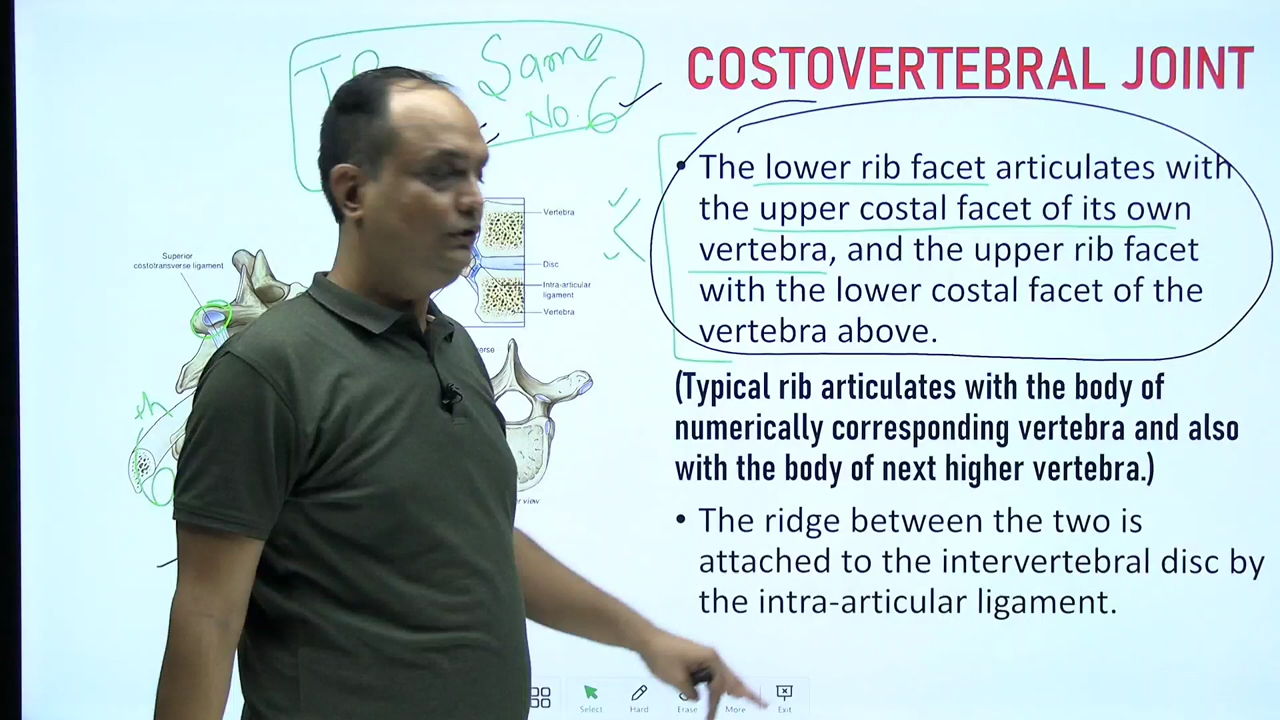 Same
No. 6
COSTOVERTEBRAL JOINT
• The lower rib facet articulates with
the upper costal facet of its own
vertebra, and the upper rib facet
with the lower costal facet of the
vertebra above.
(Typical rib articulates with the body of
numerically corresponding vertebra and also
with the body of next higher vertebra.)
• The ridge between the two is
attached to the intervertebral disc by
the intra-articular ligament.
Superior
costotransverse ligament
Vertebra
Disc
Intra-articular
ligament
Vertebra
view
6th
Select
Hard
Erase
More
Exit